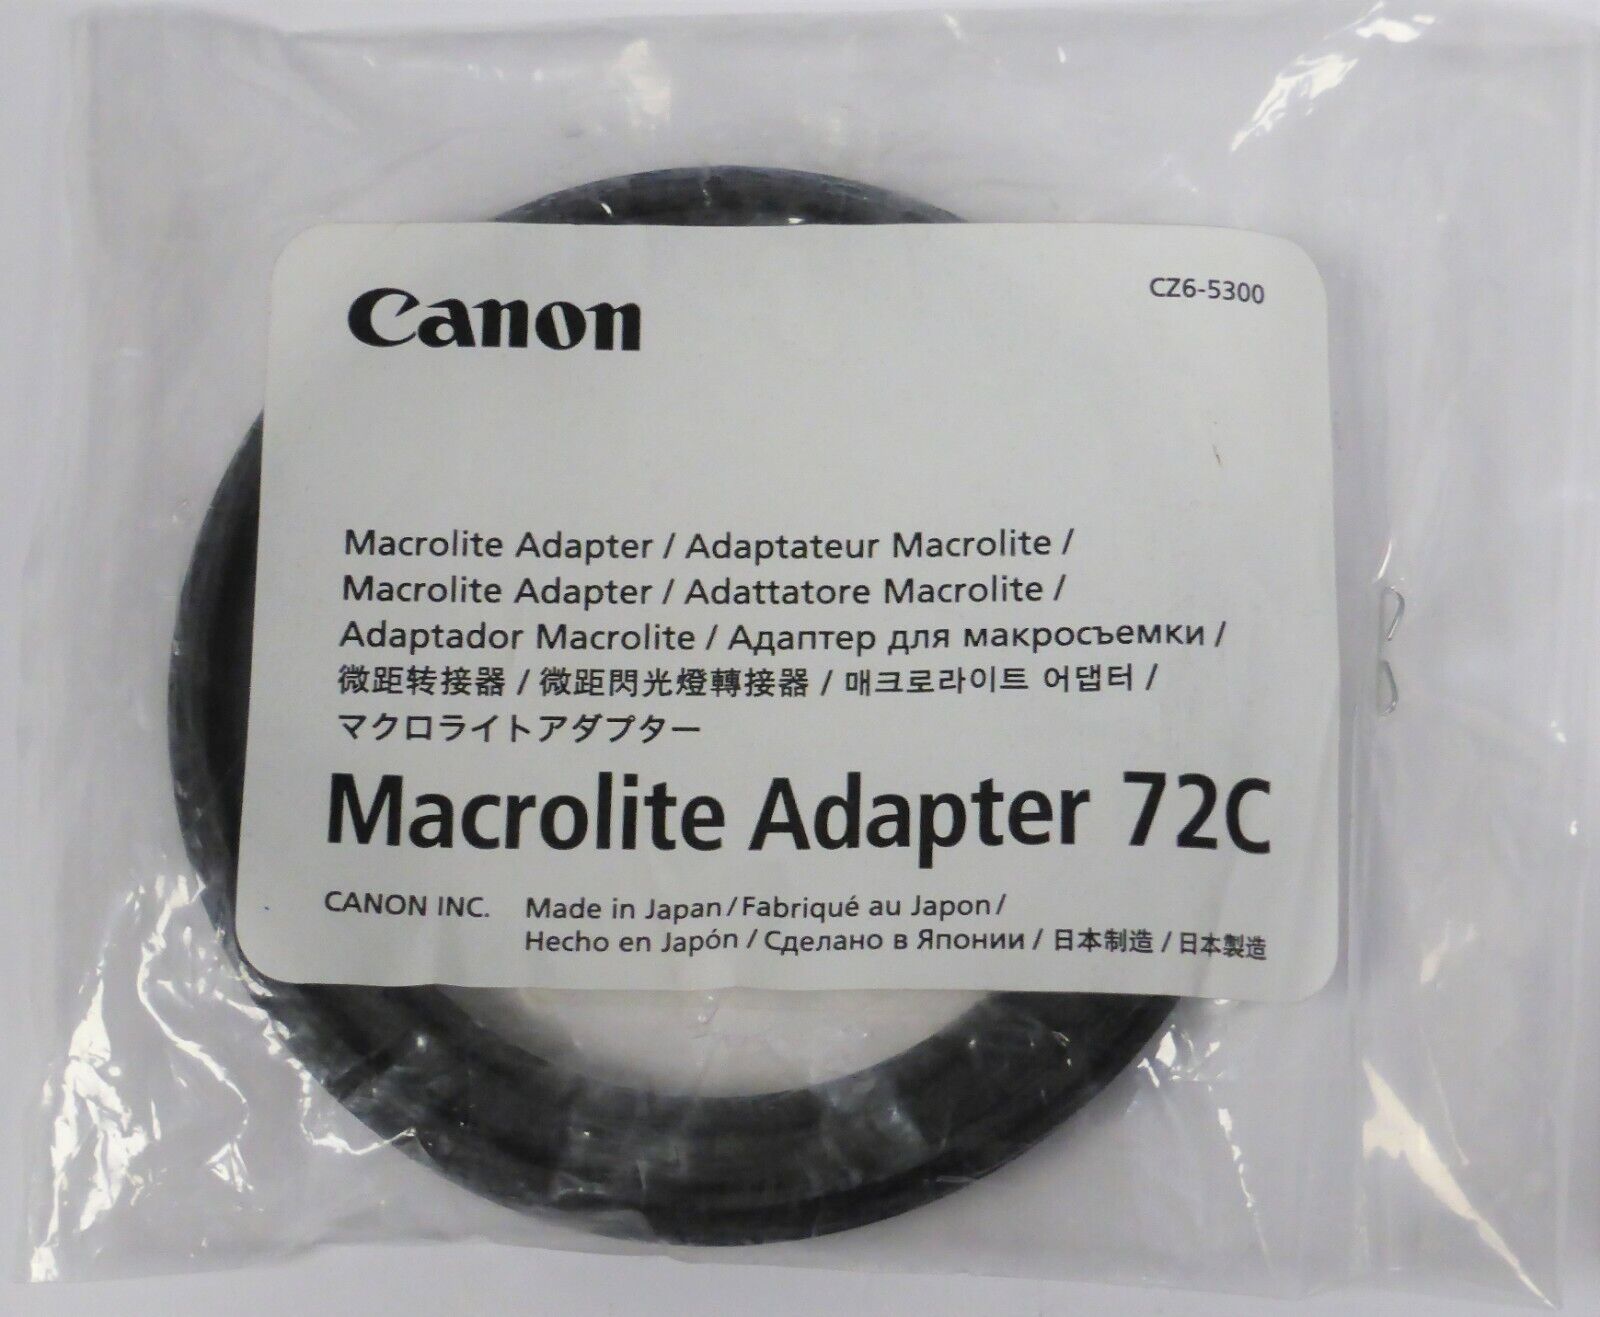 Canon
CZ6-5300
Macrolite Adapter / Adaptateur Macrolite /
Macrolite Adapter / Adattatore Macrolite /
Adaptador Macrolite / Адаптер для макросъемки /
微距转接器 / 微距閃光燈轉接器 / 매크로라이트 어댑터 /
マクロライトアダプター
Macrolite Adapter 72C
CANON INC. Made in Japan / Fabriqué au Japon /
Hecho en Japón / Сделано в Японии / 日本制造 / 日本製造